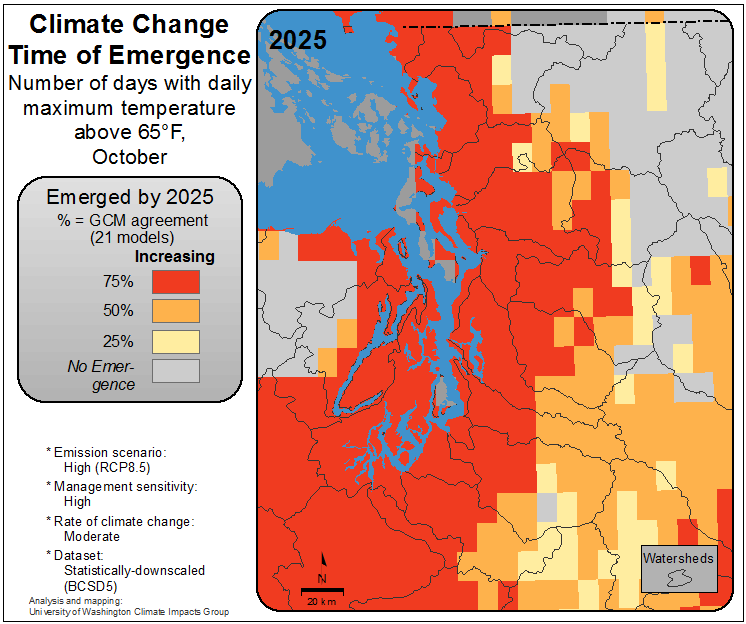 Climate Change
Time of Emergence
Number of days with daily
maximum temperature
above 65°F,
October
Emerged by 2025
% = GCM agreement
(21 models)
Increasing
75%
50%
25%
No Emer-
gence
* Emission scenario:
High (RCP8.5)
* Management sensitivity:
High
* Rate of climate change:
Moderate
* Dataset:
Statistically-downscaled
(BCSD5)
Analysis and mapping:
University of Washington Climate Impacts Group
2025
N
20 km
Watersheds